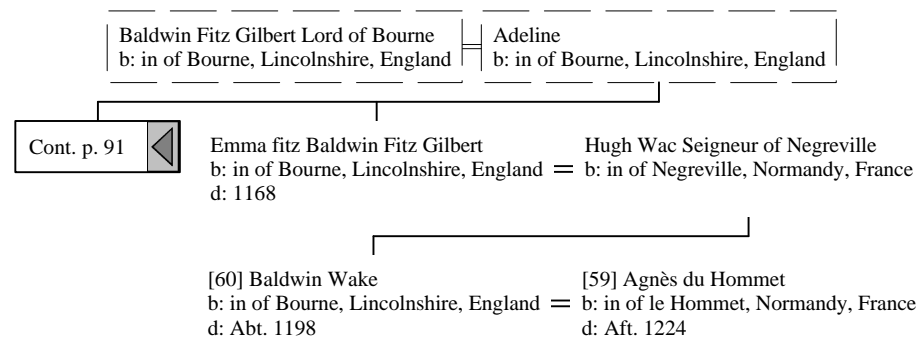 Baldwin Fitz Gilbert Lord of Bourne
b: in of Bourne, Lincolnshire, England
Adeline
b: in of Bourne, Lincolnshire, England
Cont. p. 91
Emma fitz Baldwin Fitz Gilbert
b: in of Bourne, Lincolnshire, England
d: 1168
=
Hugh Wac Seigneur of Negreville
b: in of Negreville, Normandy, France
[60] Baldwin Wake
b: in of Bourne, Lincolnshire, England
d: Abt. 1198
=
[59] Agnès du Hommet
b: in of le Hommet, Normandy, France
d: Aft. 1224